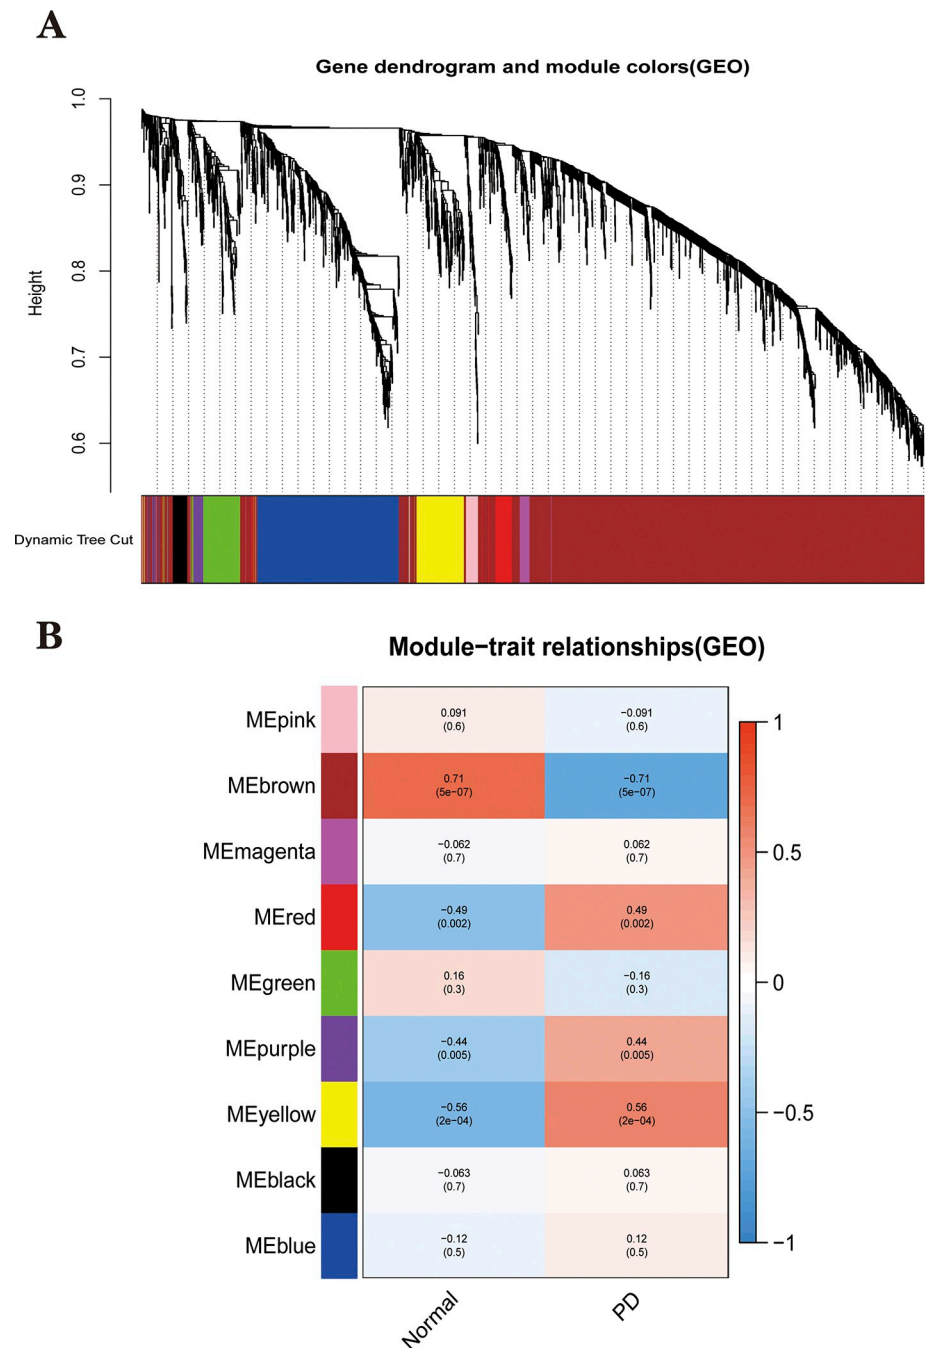 A
Gene dendrogram and module colors(GEO)
1.0
0.9
0.8
0.7
0.6
Height
Dynamic Tree Cut
B
Module−trait relationships(GEO)
MEpink
0.091
(0.6)
−0.091
(0.6)
MEbrown
0.71
(5e−07)
−0.71
(5e−07)
MEmagenta
−0.062
(0.7)
0.062
(0.7)
MEred
−0.49
(0.002)
0.49
(0.002)
MEgreen
0.16
(0.3)
−0.16
(0.3)
MEpurple
−0.44
(0.005)
0.44
(0.005)
MEyellow
−0.56
(2e−04)
0.56
(2e−04)
MEblack
−0.063
(0.7)
0.063
(0.7)
MEblue
−0.12
(0.5)
0.12
(0.5)
Normal
PD
1
0.5
0
−0.5
−1